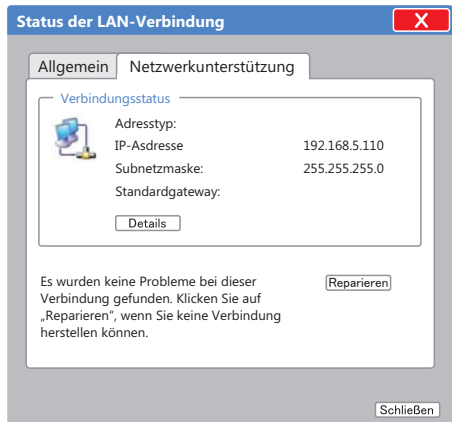 Status der LAN-Verbindung
X
Allgemein
Netzwerkunterstützung
Verbindungsstatus
Adresstyp:
IP-Asdresse 192.168.5.110
Subnetzmaske: 255.255.255.0
Standardgateway:
Details
Es wurden keine Probleme bei dieser
Verbindung gefunden. Klicken Sie auf
„Reparieren", wenn Sie keine Verbindung
herstellen können.
Reparieren
Schließen